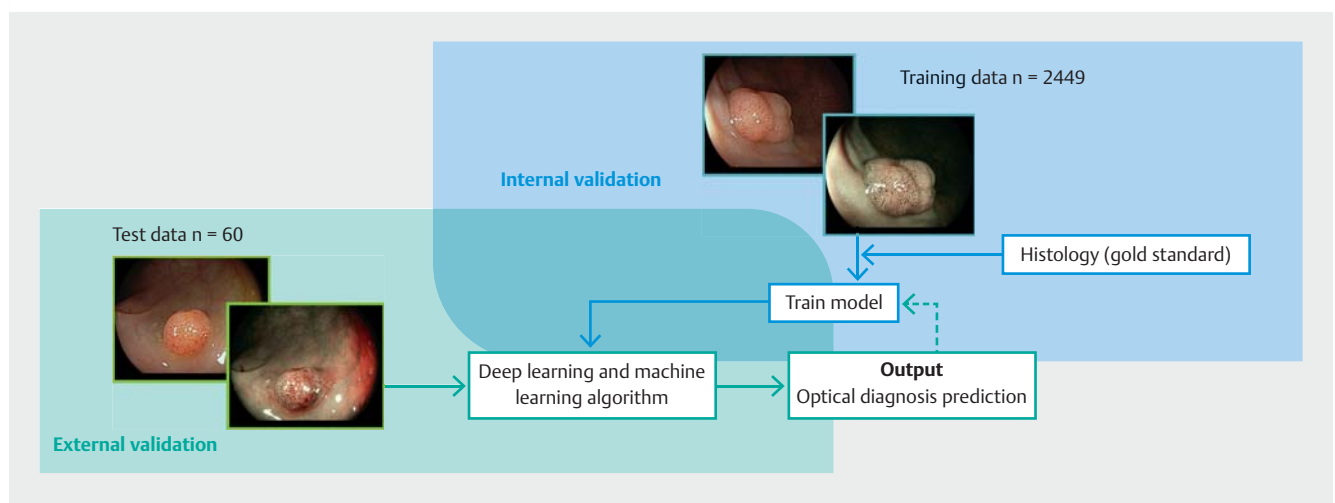 Training data n = 2449
Internal validation
Test data n = 60
Histology (gold standard)
Train model
Deep learning and machine
learning algorithm
Output
Optical diagnosis prediction
External validation